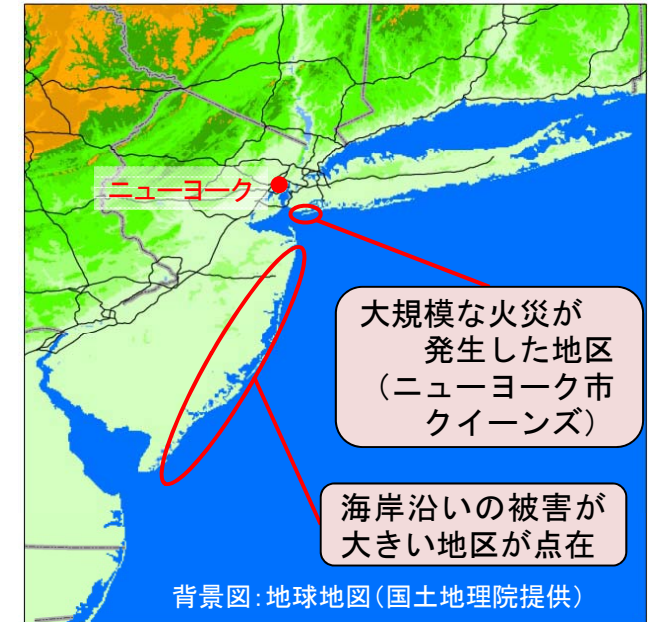 ニューヨーク
大規模な火災が
発生した地区
（ニューヨーク市
クイーンズ）
海岸沿いの被害が
大きい地区が点在
背景図：地球地図（国土地理院提供）